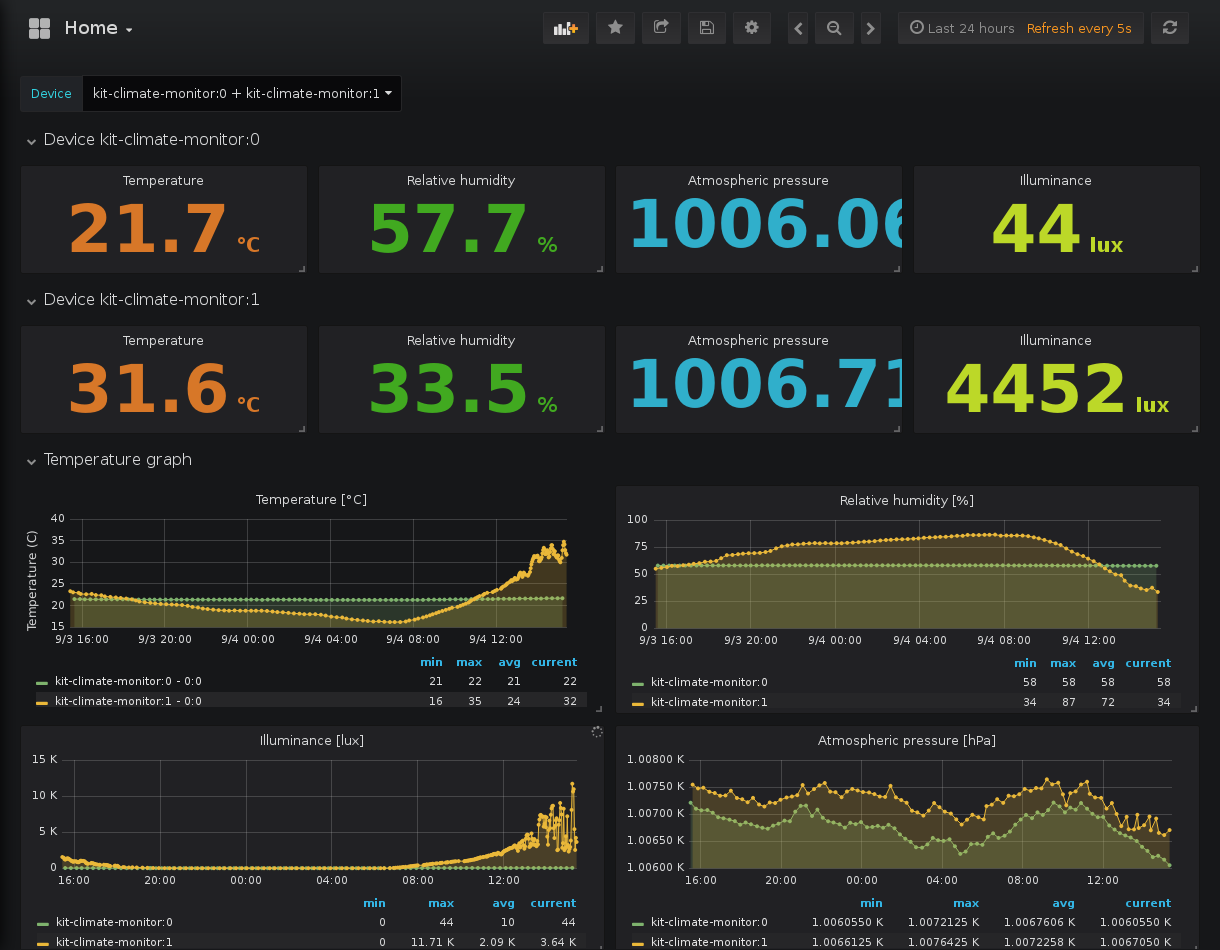 Home
Last 24 hours Refresh every 5s
Device kit-climate-monitor:0 + kit-climate-monitor:1
Device kit-climate-monitor:0
Temperature Relative humidity Atmospheric pressure Illuminance
21.7 °C 57.7 % 1006.06 44 lux
Device kit-climate-monitor:1
Temperature Relative humidity Atmospheric pressure Illuminance
31.6 °C 33.5 % 1006.71 4452 lux
Temperature graph
Temperature [°C]
Temperature (C)
40
35
30
25
20
15
9/3 16:00 9/3 20:00 9/4 00:00 9/4 04:00 9/4 08:00 9/4 12:00
min max avg current
kit-climate-monitor:0 - 0:0 21 22 21 22
kit-climate-monitor:1 - 0:0 16 35 24 32
Relative humidity [%]
100
75
50
25
0
9/3 16:00 9/3 20:00 9/4 00:00 9/4 04:00 9/4 08:00 9/4 12:00
min max avg current
kit-climate-monitor:0 58 58 58 58
kit-climate-monitor:1 34 87 72 34
Illuminance [lux]
15 K
10 K
5 K
0
16:00 20:00 00:00 04:00 08:00 12:00
min max avg current
kit-climate-monitor:0 0 44 10 44
kit-climate-monitor:1 0 11.71 K 2.09 K 3.64 K
Atmospheric pressure [hPa]
1.00800 K
1.00750 K
1.00700 K
1.00650 K
1.00600 K
16:00 20:00 00:00 04:00 08:00 12:00
min max avg current
kit-climate-monitor:0 1.0060550 K 1.0072125 K 1.0067606 K 1.0060550 K
kit-climate-monitor:1 1.0066125 K 1.0076425 K 1.0072258 K 1.0067050 K